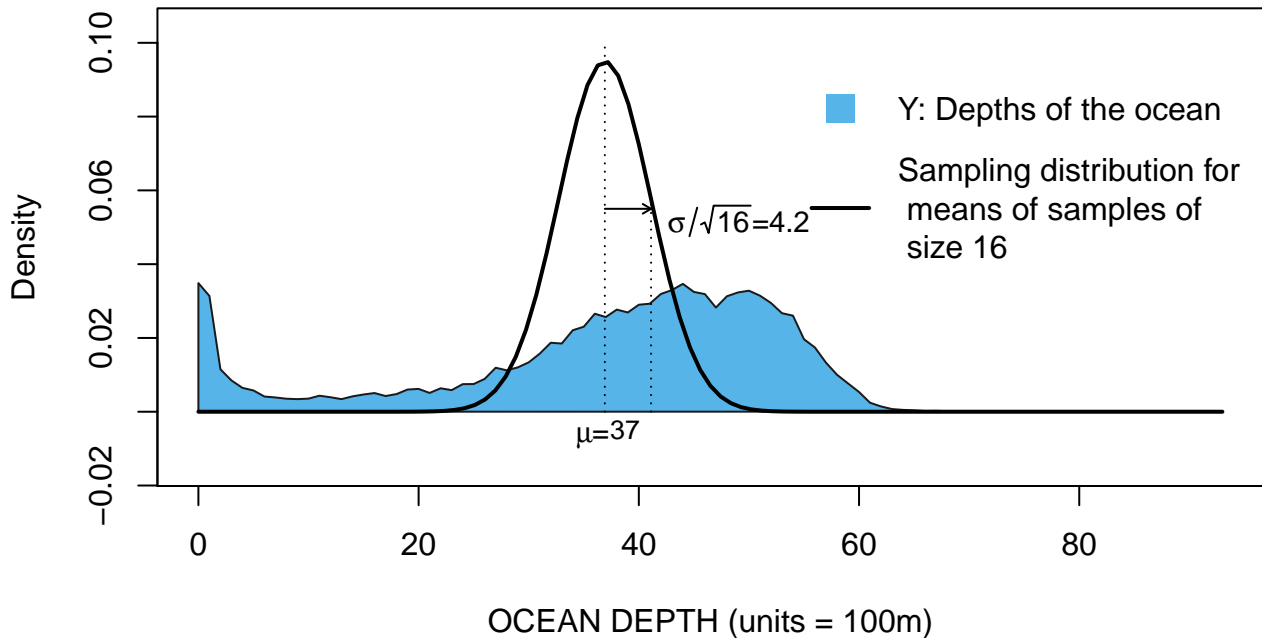 0.10
0.06
0.02
−0.02
Density
Y: Depths of the ocean
Sampling distribution for
means of samples of
size 16
σ/√16=4.2
μ=37
0
20
40
60
80
OCEAN DEPTH (units = 100m)